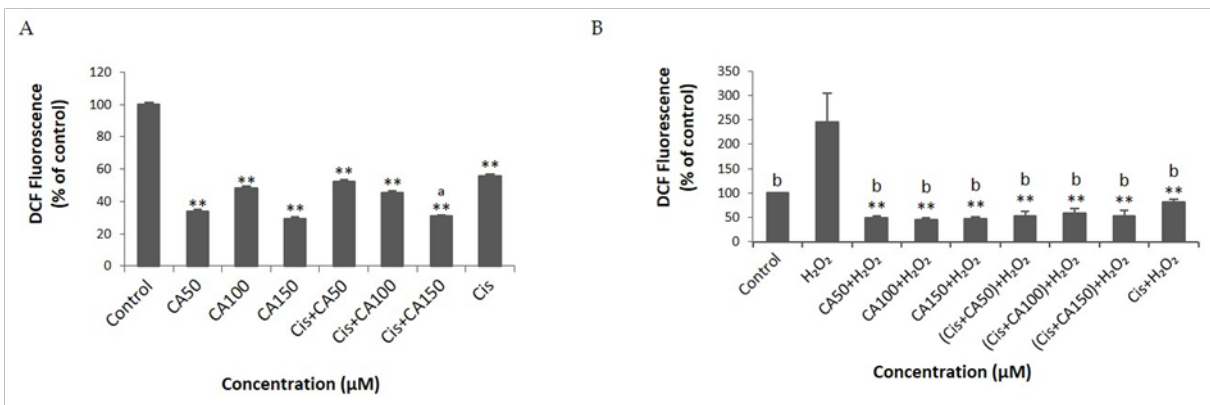 A
DCF Fluoroscence
(% of control)
120
100
80
60
40
20
0
**
**
**
**
**
a
**
**
Control
CA50
CA100
CA150
Cis+CA50
Cis+CA100
Cis+CA150
Cis
Concentration (µM)
B
DCF Fluorescence
(% of control)
350
300
250
200
150
100
50
0
b
b
**
b
**
b
**
b
**
b
**
b
**
b
**
Control
H₂O₂
CA50+H₂O₂
CA100+H₂O₂
CA150+H₂O₂
(Cis+CA50)+H₂O₂
(Cis+CA100)+H₂O₂
(Cis+CA150)+H₂O₂
Cis+H₂O₂
Concentration (µM)